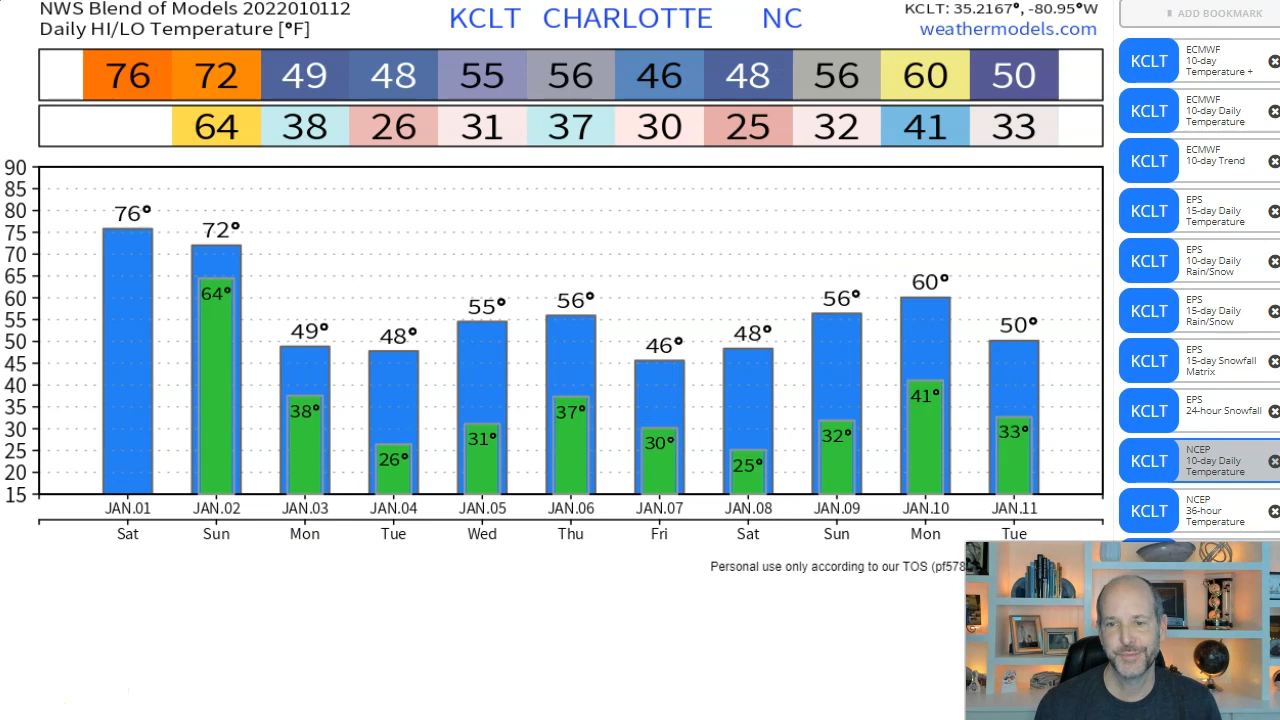 NWS Blend of Models 2022010112
Daily HI/LO Temperature [°F]
KCLT CHARLOTTE NC
KCLT: 35.2167°, -80.95°W
weathermodels.com
76 72 49 48 55 56 46 48 56 60 50
64 38 26 31 37 30 25 32 41 33
90
85
80
75
70
65
60
55
50
45
40
35
30
25
20
15
76° 72° 49° 48° 55° 56° 46° 48° 56° 60° 50°
64° 38° 26° 31° 37° 30° 25° 32° 41° 33°
JAN.01 JAN.02 JAN.03 JAN.04 JAN.05 JAN.06 JAN.07 JAN.08 JAN.09 JAN.10 JAN.11
Sat Sun Mon Tue Wed Thu Fri Sat Sun Mon Tue
Personal use only according to our TOS (pf578
ADD BOOKMARK
KCLT
ECMWF
10-day
Temperature +
KCLT
ECMWF
10-day Daily
Temperature
KCLT
ECMWF
10-day Trend
KCLT
EPS
15-day Daily
Temperature
KCLT
EPS
10-day Daily
Rain/Snow
KCLT
EPS
15-day Daily
Rain/Snow
KCLT
EPS
15-day Snowfall
Matrix
KCLT
EPS
24-hour Snowfall
KCLT
NCEP
10-day Daily
Temperature
KCLT
NCEP
36-hour
Temperature